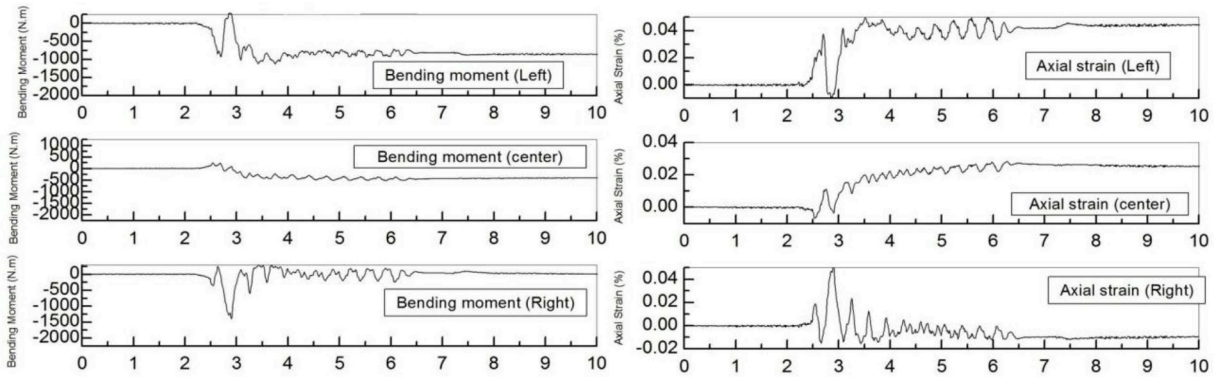 Bending Moment (N.m)
0
-500
-1000
-1500
-2000
Bending moment (Left)
0 1 2 3 4 5 6 7 8 9 10
Axial Strain (%)
0.04
0.00
Axial strain (Left)
0 1 2 3 4 5 6 7 8 9 10
Bending Moment (N.m)
1000
500
0
-500
-1000
-1500
-2000
Bending moment (center)
0 1 2 3 4 5 6 7 8 9 10
Axial Strain (%)
0.04
0.02
0.00
Axial strain (center)
0 1 2 3 4 5 6 7 8 9 10
Bending Moment (N.m)
0
-500
-1000
-1500
-2000
Bending moment (Right)
0 1 2 3 4 5 6 7 8 9 10
Axial Strain (%)
0.04
0.02
0.00
-0.02
Axial strain (Right)
0 1 2 3 4 5 6 7 8 9 10